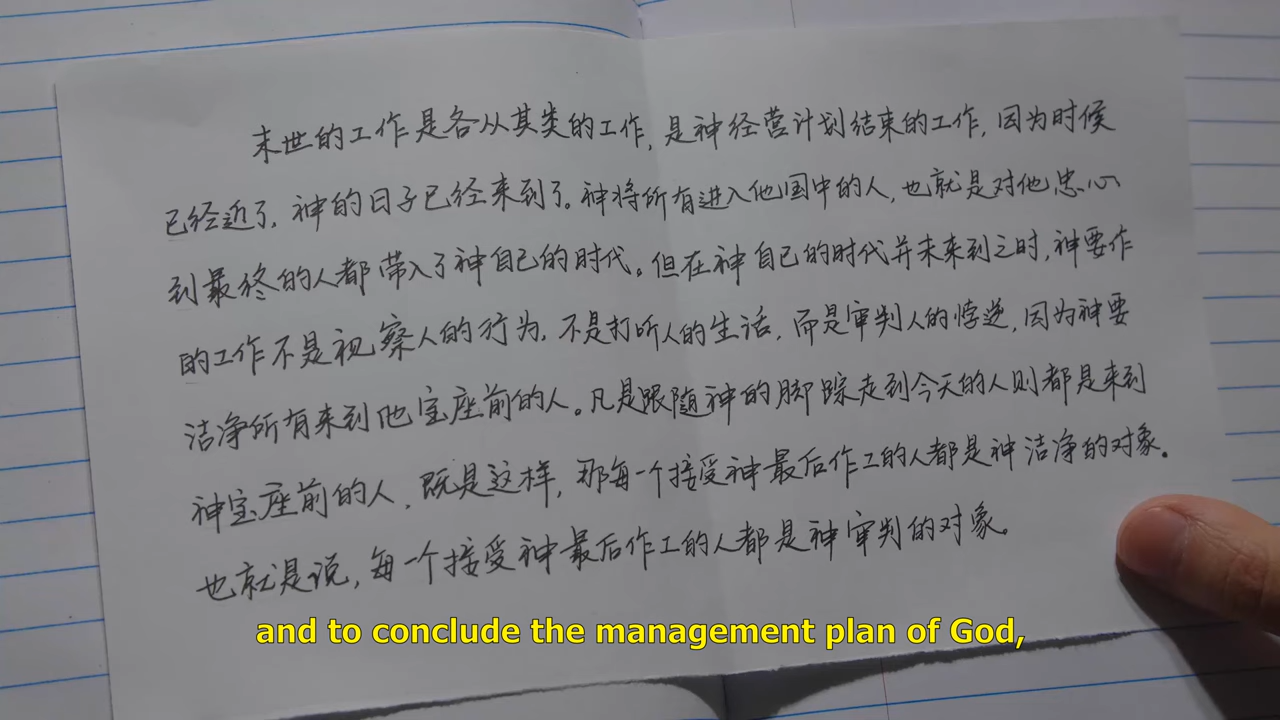 末世的工作是各从其类的工作,是神经营计划结束的工作,因为时候
已经近了,神的日子已经来到了。神将所有进入他国中的人,也就是对他忠心
到最终的人都带入了神自己的时代。但在神自己的时代并未来到之时,神要作
的工作不是视察人的行为,不是打听人的生活,而是审判人的悖逆,因为神要
洁净所有来到他宝座前的人。凡是跟随神的脚踪走到今天的人则都是来到
神宝座前的人,既是这样,那每一个接受神最后作工的人都是神洁净的对象。
也就是说,每一个接受神最后作工的人都是神审判的对象。
and to conclude the management plan of God,